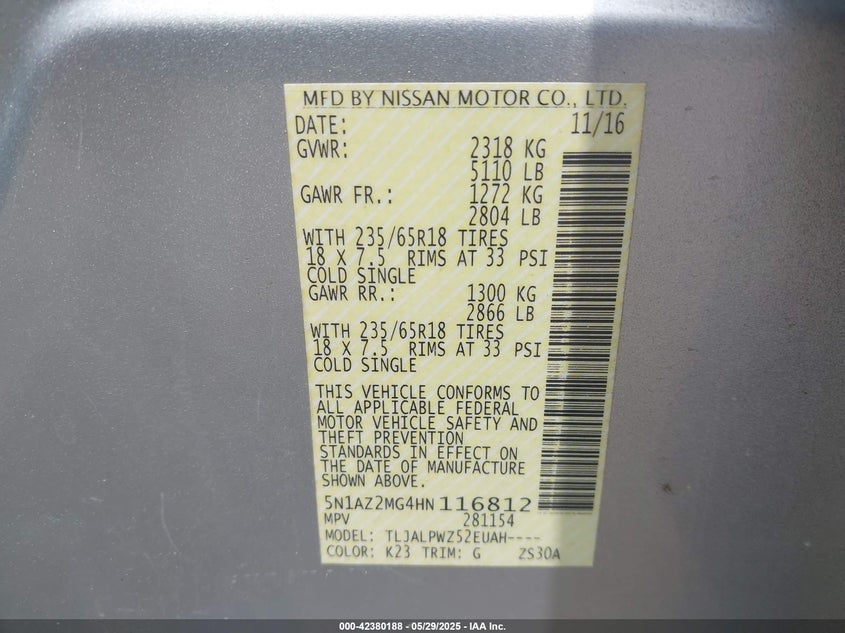 MFD BY NISSAN MOTOR CO., LTD.
DATE: 11/16
GVWR: 2318 KG
5110 LB
GAWR FR.: 1272 KG
2804 LB
WITH 235/65R18 TIRES
18 X 7.5 RIMS AT 33 PSI
COLD SINGLE
GAWR RR.: 1300 KG
2866 LB
WITH 235/65R18 TIRES
18 X 7.5 RIMS AT 33 PSI
COLD SINGLE
THIS VEHICLE CONFORMS TO
ALL APPLICABLE FEDERAL
MOTOR VEHICLE SAFETY AND
THEFT PREVENTION
STANDARDS IN EFFECT ON
THE DATE OF MANUFACTURE
SHOWN ABOVE.
5N1AZ2MG4HN116812
MPV 281154
MODEL: TLJALPWZ52EUAH----
COLOR: K23 TRIM: G ZS30A
000-42380188 - 05/29/2025 - IAA Inc.